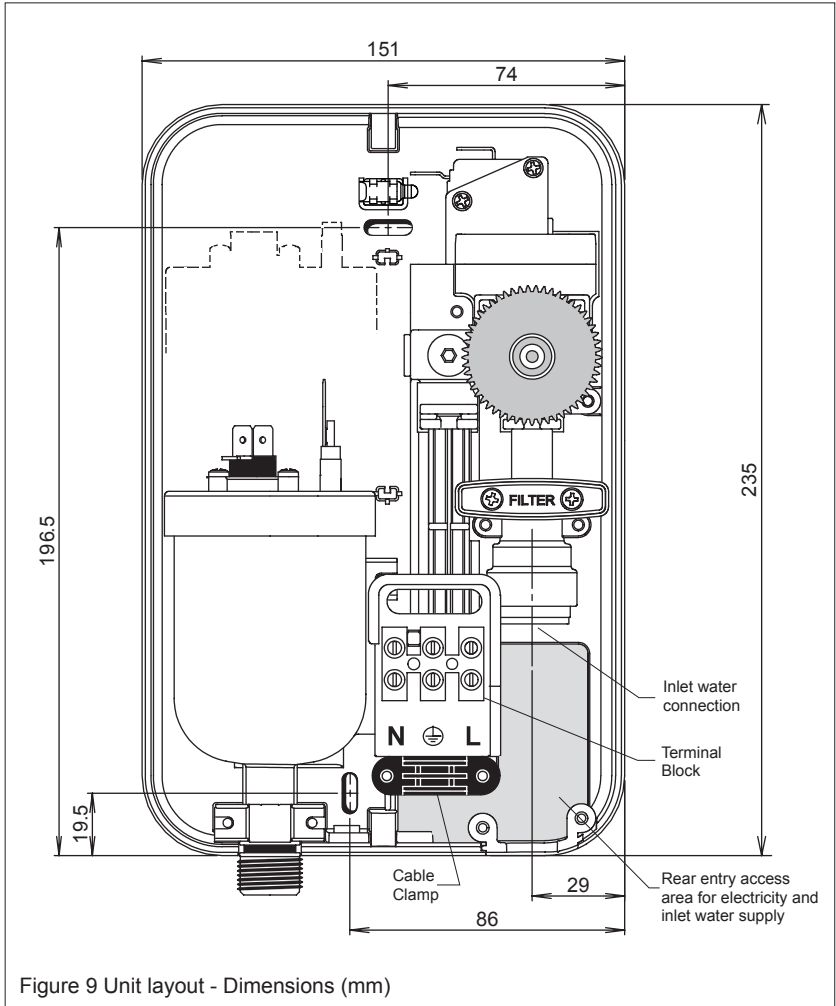 151
74
235
196.5
FILTER
Inlet water
connection
Terminal
Block
N L
19.5
Cable
Clamp
29
Rear entry access
area for electricity and
inlet water supply
86
Figure 9 Unit layout - Dimensions (mm)